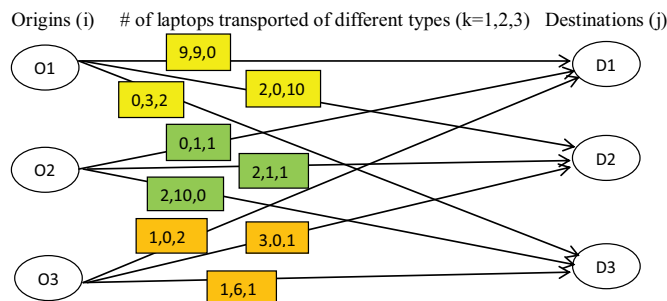 Origins (i) # of laptops transported of different types (k=1,2,3) Destinations (j)
9,9,0
O1 D1
2,0,10
0,3,2
0,1,1
O2 D2
2,1,1
2,10,0
1,0,2 3,0,1
O3 D3
1,6,1